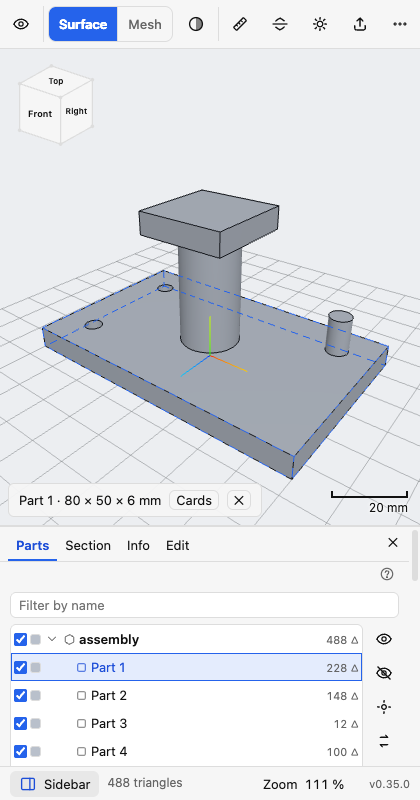 Surface Mesh
Top
Front Right
Part 1 · 80 × 50 × 6 mm Cards
20 mm
Parts Section Info Edit
Filter by name
assembly 488 Δ
Part 1 228 Δ
Part 2 148 Δ
Part 3 12 Δ
Part 4 100 Δ
Sidebar 488 triangles Zoom 111 % v0.35.0